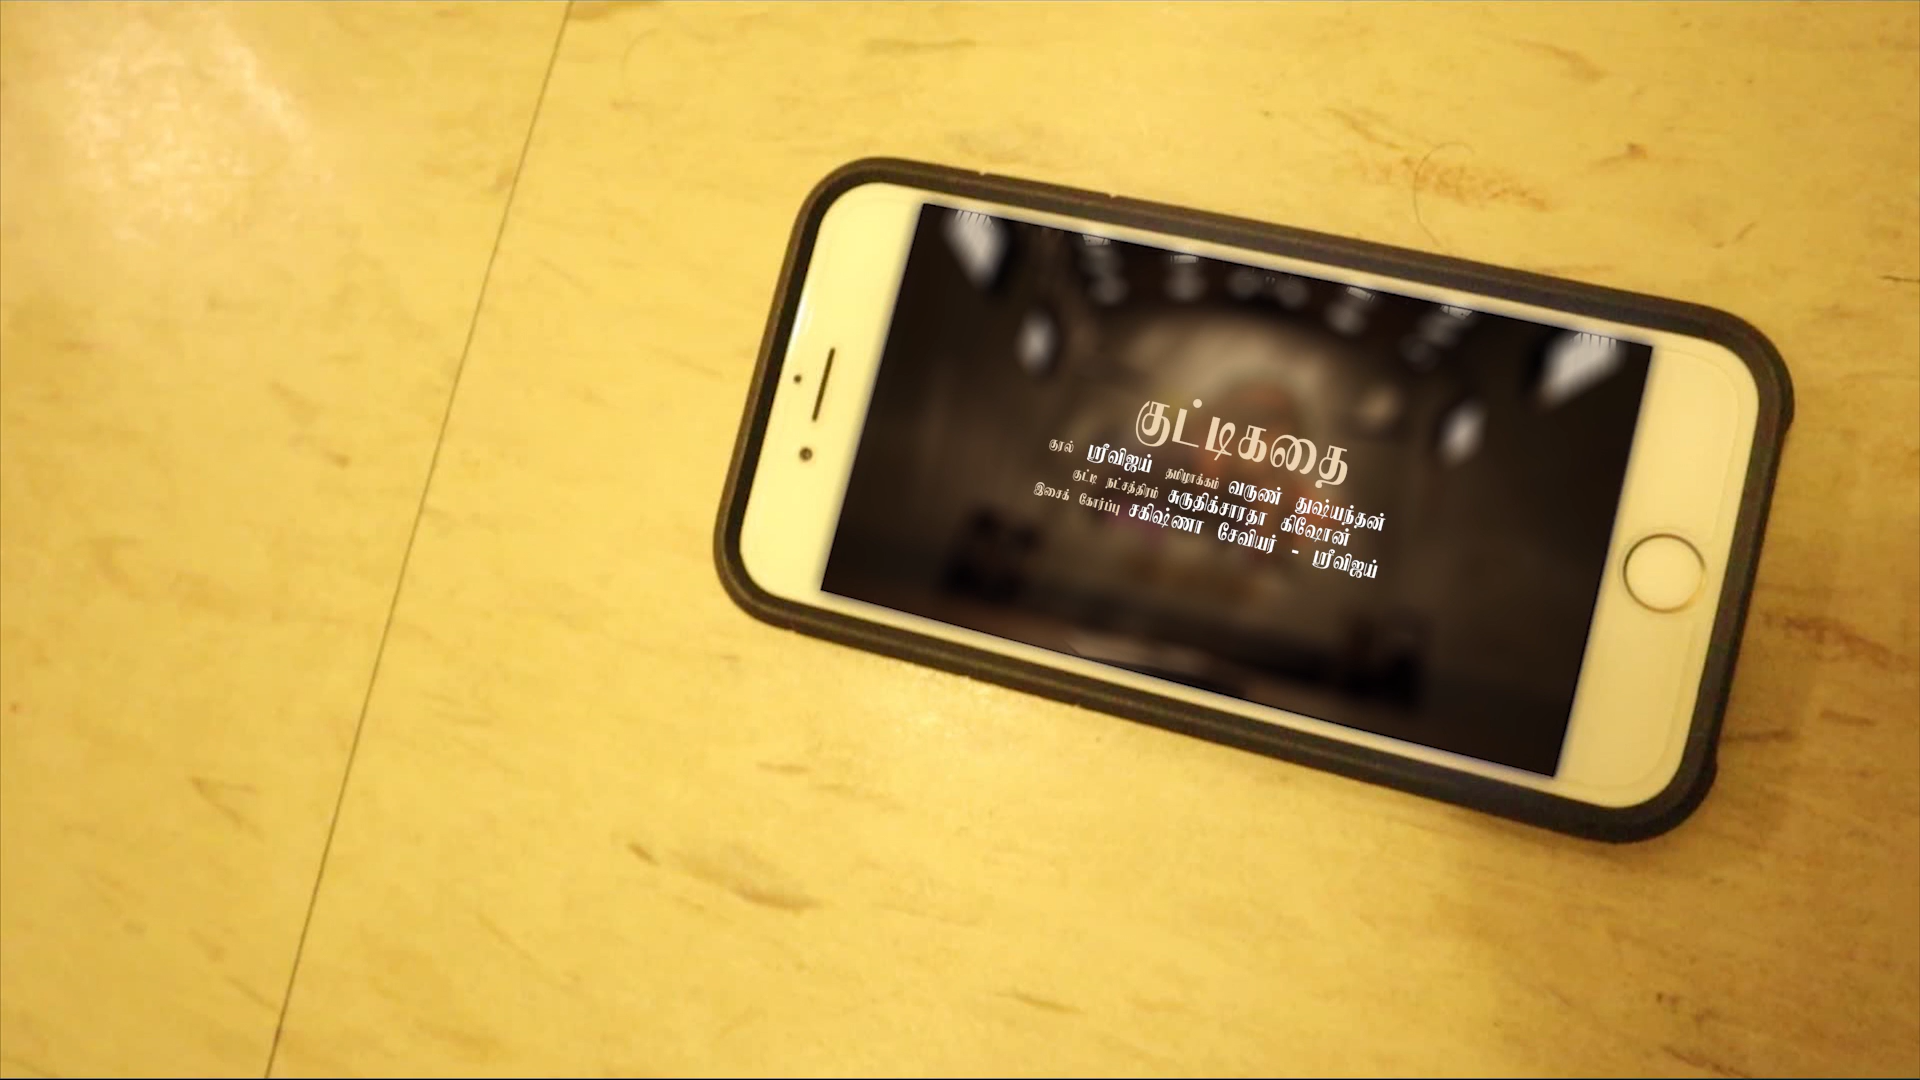 குட்டிகதை
குரல் ஸ்ரீவிஜய் தமிழாக்கம் வருண் துஷ்யந்தன்
குட்டி நட்சத்திரம் சுருதிக்சாரதா கிஷோன்
இசைக் கோர்ப்பு சகிஷ்ணா சேவியர் - ஸ்ரீவிஜய்